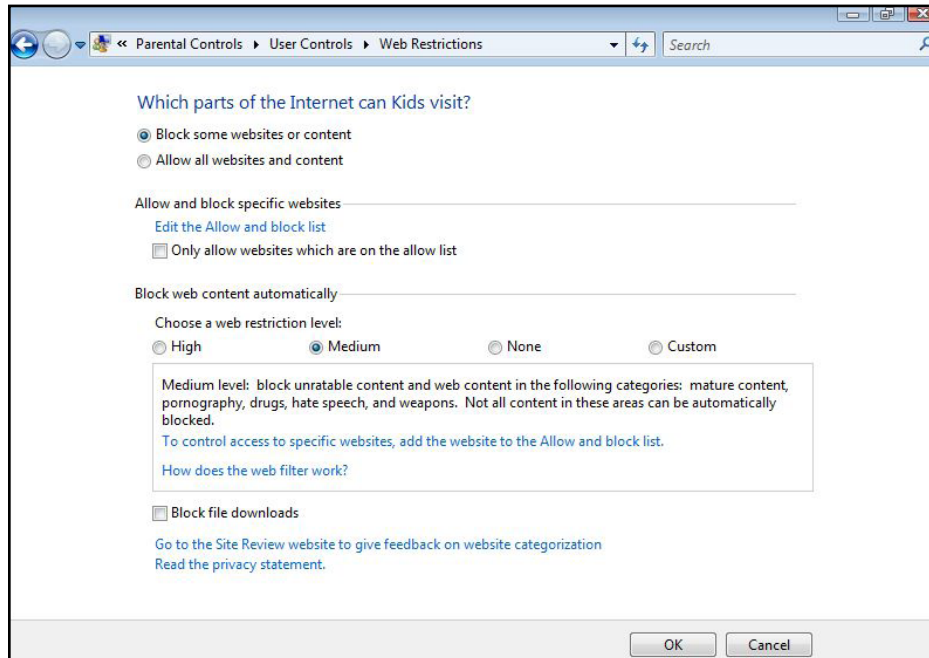 « Parental Controls ▸ User Controls ▸ Web Restrictions
Search
Which parts of the Internet can Kids visit?
Block some websites or content
Allow all websites and content
Allow and block specific websites
Edit the Allow and block list
Only allow websites which are on the allow list
Block web content automatically
Choose a web restriction level:
High Medium None Custom
Medium level: block unratable content and web content in the following categories: mature content,
pornography, drugs, hate speech, and weapons. Not all content in these areas can be automatically
blocked.
To control access to specific websites, add the website to the Allow and block list.
How does the web filter work?
Block file downloads
Go to the Site Review website to give feedback on website categorization
Read the privacy statement.
OK Cancel